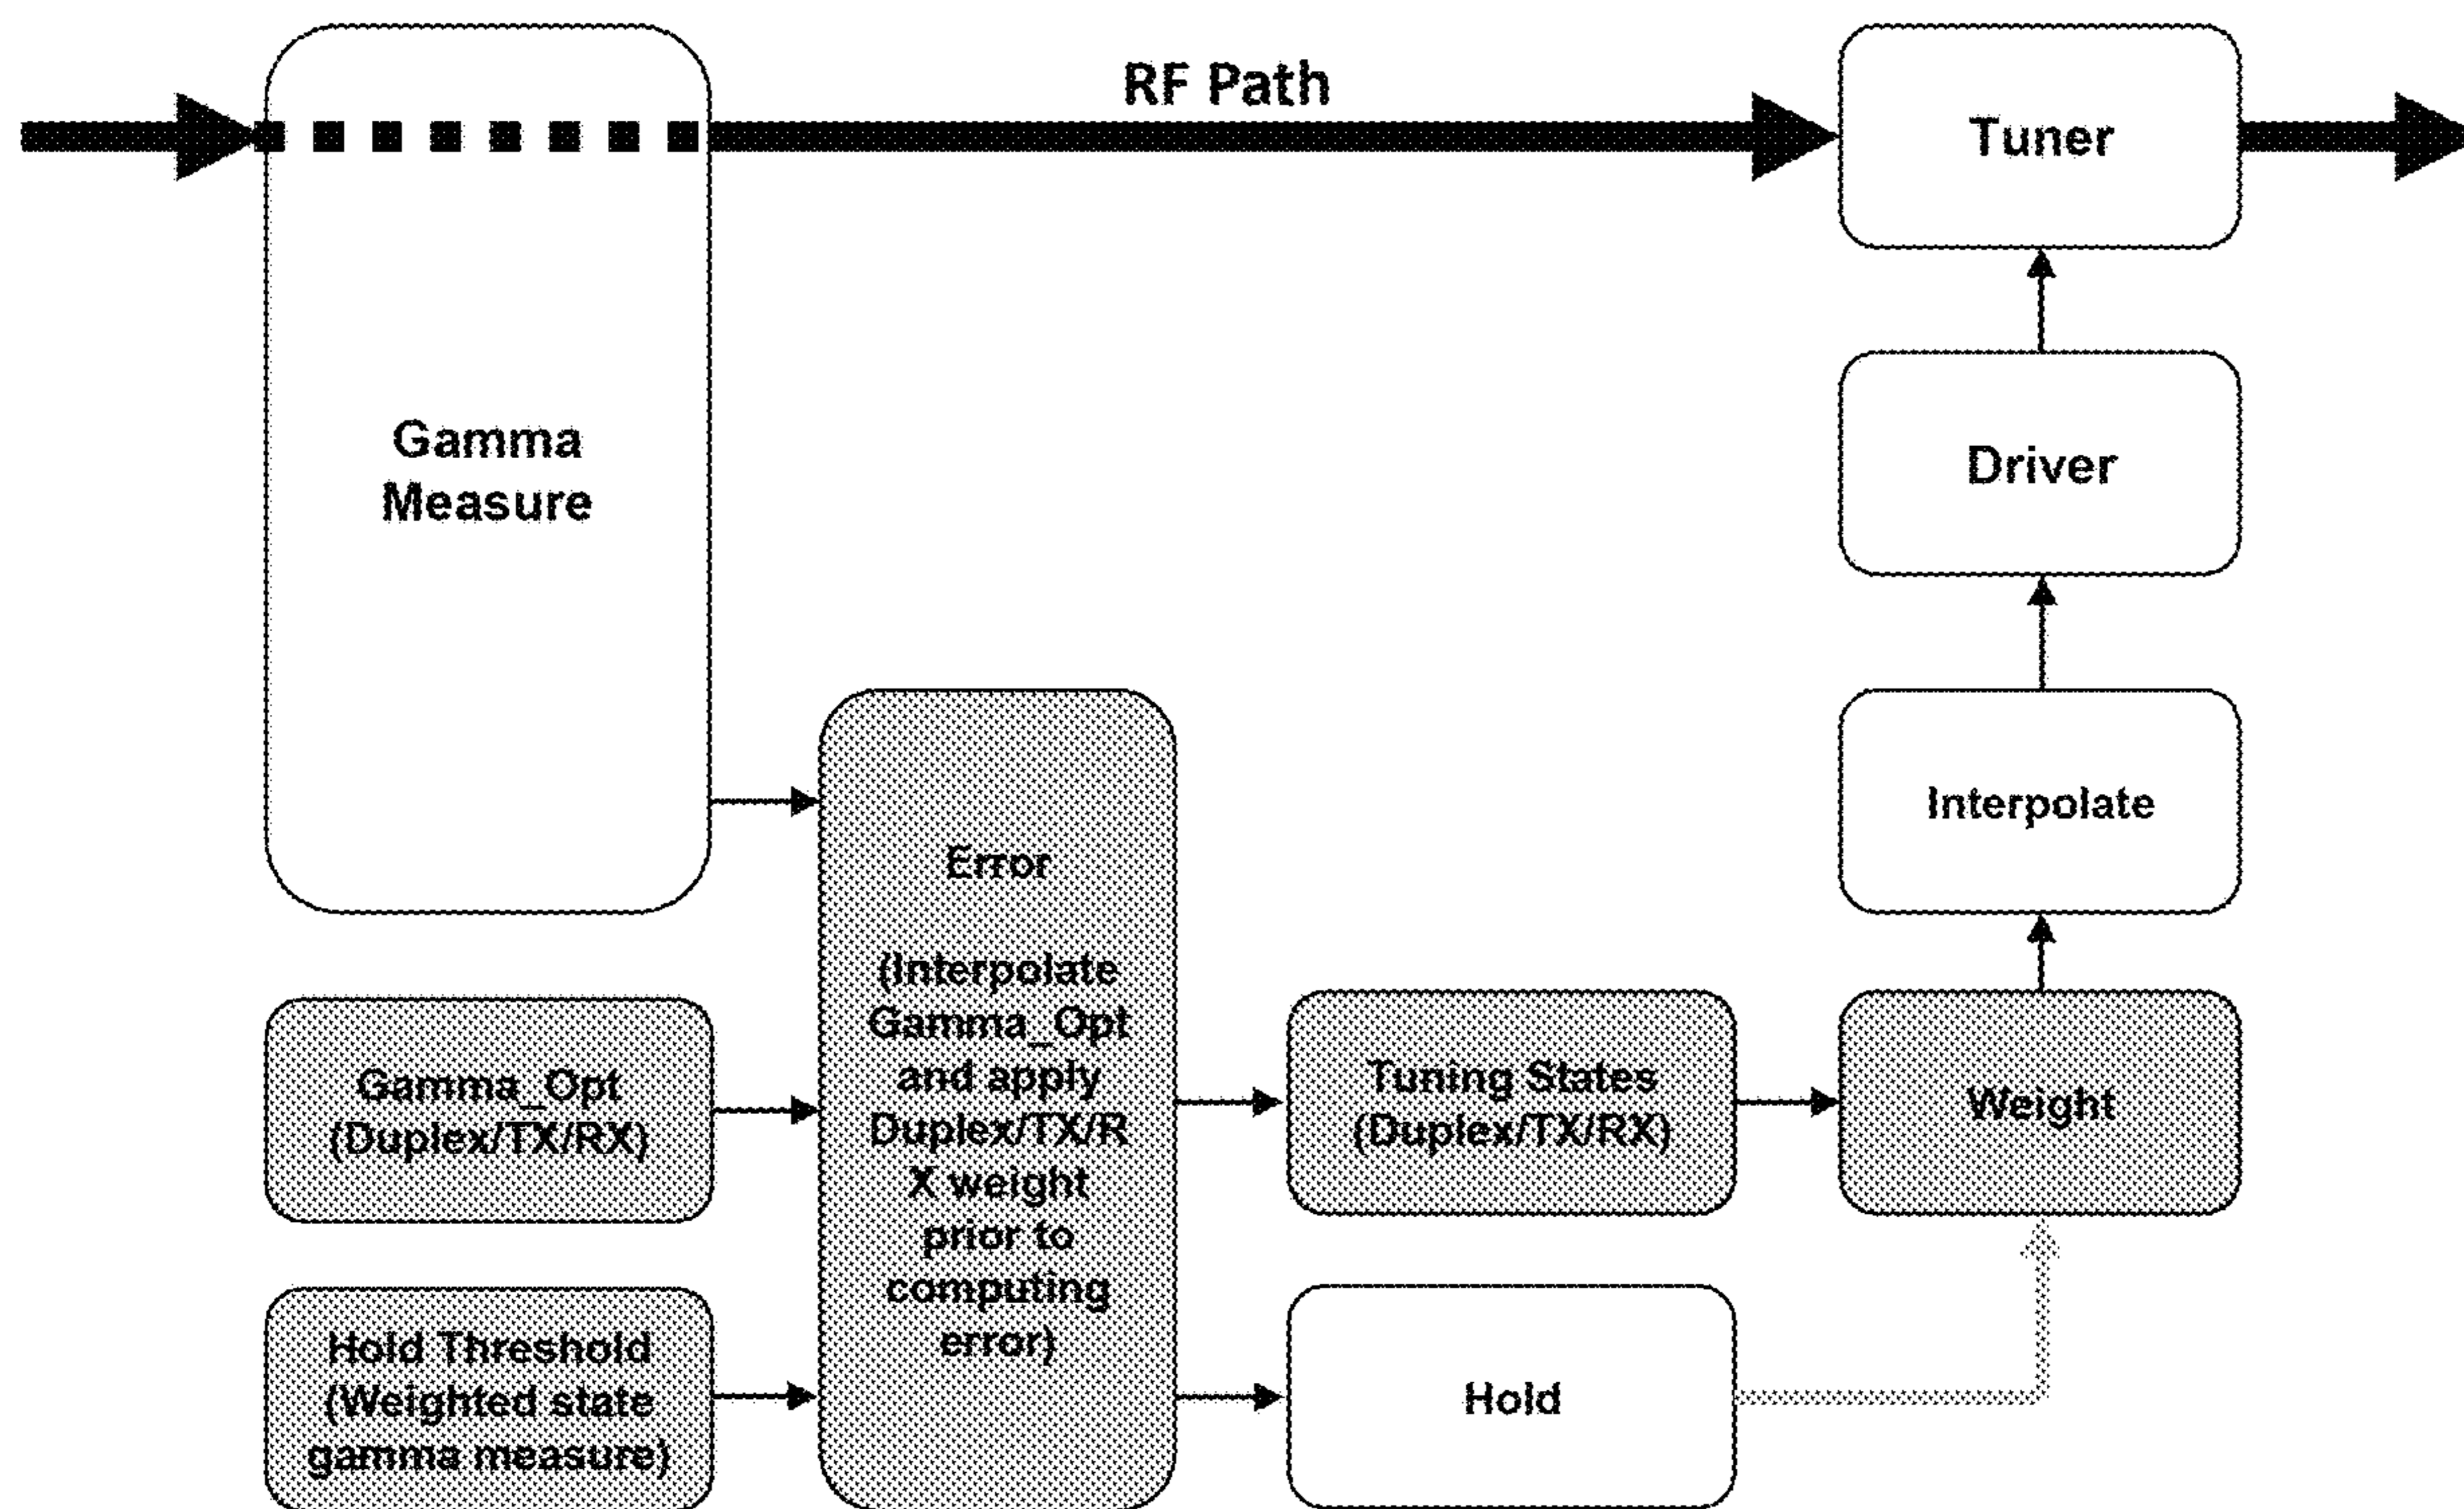 RF Path
Tuner
Gamma
Measure
Driver
Interpolate
Error
(Interpolate
Gamma_Opt
and apply
Duplex/TX/R
X weight
prior to
computing
error)
Gamma_Opt
(Duplex/TX/RX)
Tuning States
(Duplex/TX/RX)
Weight
Hold Threshold
(Weighted state
gamma measure)
Hold